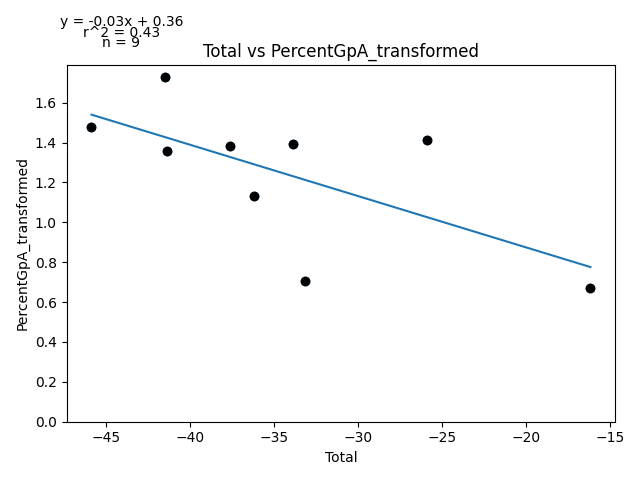 y = -0.03x + 0.36
r^2 = 0.43
n = 9
Total vs PercentGpA_transformed
PercentGpA_transformed
1.6
1.4
1.2
1.0
0.8
0.6
0.4
0.2
0.0
−45 −40 −35 −30 −25 −20 −15
Total